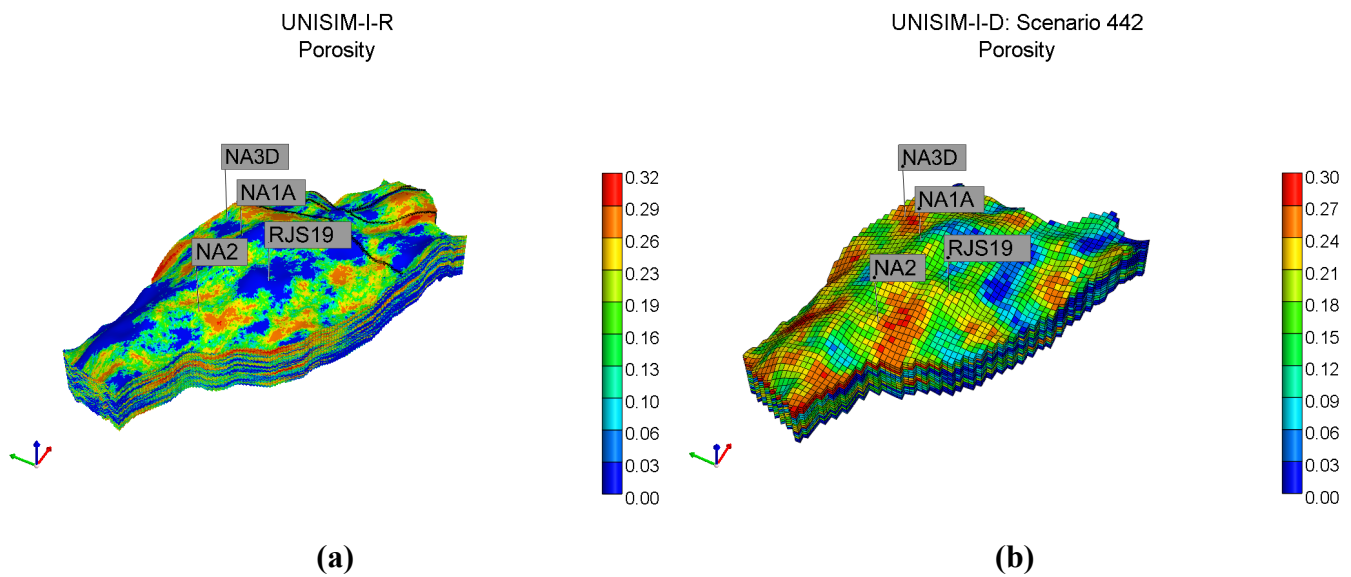 UNISIM-I-R
Porosity
NA3D
NA1A
RJS19
NA2
0.32
0.29
0.26
0.23
0.19
0.16
0.13
0.10
0.06
0.03
0.00
(a)
UNISIM-I-D: Scenario 442
Porosity
NA3D
NA1A
RJS19
NA2
0.30
0.27
0.24
0.21
0.18
0.15
0.12
0.09
0.06
0.03
0.00
(b)